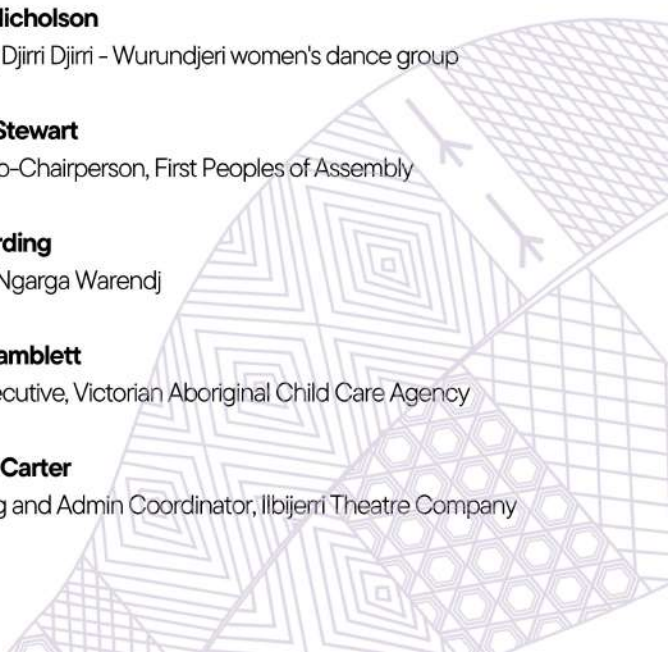 Nicholson
Djirri Djirri - Wurundjeri women's dance group
Stewart
o-Chairperson, First Peoples of Assembly
rding
Ngarga Warendj
amblett
ecutive, Victorian Aboriginal Child Care Agency
Carter
g and Admin Coordinator, Ilbijerri Theatre Company